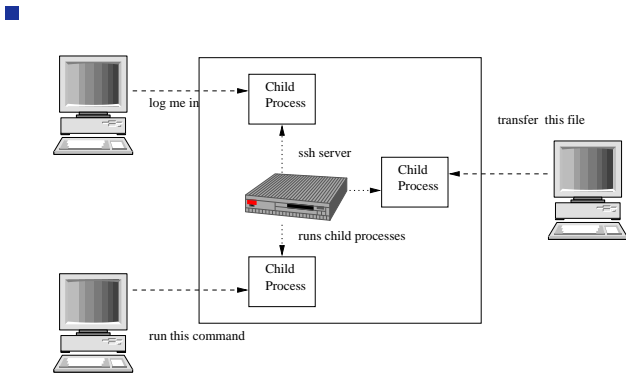 Child
Process
log me in
transfer  this file
ssh server
Child
Process
runs child processes
Child
Process
run this command